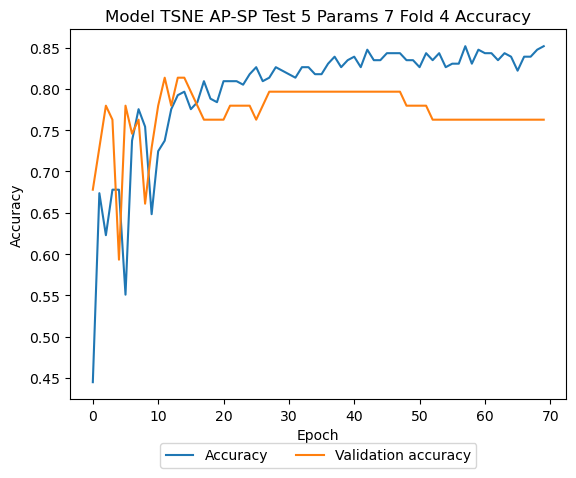 Model TSNE AP-SP Test 5 Params 7 Fold 4 Accuracy
0.85
0.80
0.75
0.70
0.65
0.60
0.55
0.50
0.45
Accuracy
0 10 20 30 40 50 60 70
Epoch
Accuracy Validation accuracy